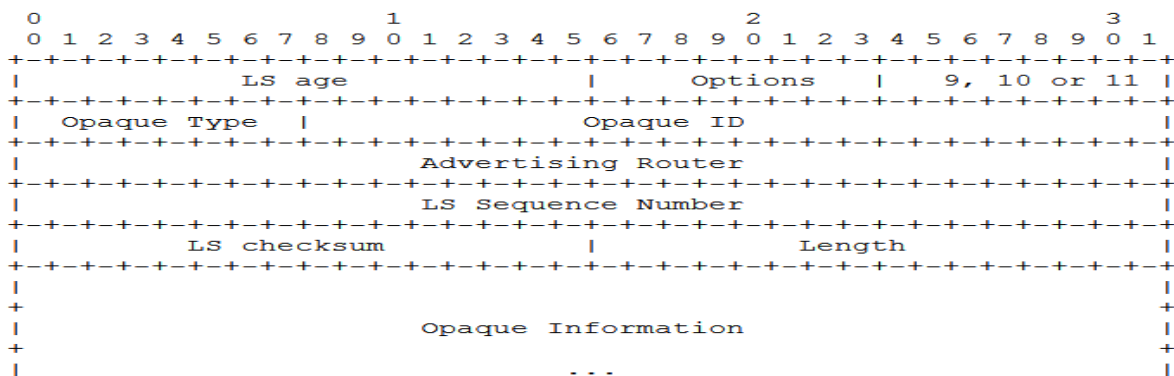 0                   1                   2                   3
0 1 2 3 4 5 6 7 8 9 0 1 2 3 4 5 6 7 8 9 0 1 2 3 4 5 6 7 8 9 0 1
+-+-+-+-+-+-+-+-+-+-+-+-+-+-+-+-+-+-+-+-+-+-+-+-+-+-+-+-+-+-+-+-+
|            LS age             |     Options   |  9, 10 or 11  |
+-+-+-+-+-+-+-+-+-+-+-+-+-+-+-+-+-+-+-+-+-+-+-+-+-+-+-+-+-+-+-+-+
|  Opaque Type  |               Opaque ID                       |
+-+-+-+-+-+-+-+-+-+-+-+-+-+-+-+-+-+-+-+-+-+-+-+-+-+-+-+-+-+-+-+-+
|                      Advertising Router                       |
+-+-+-+-+-+-+-+-+-+-+-+-+-+-+-+-+-+-+-+-+-+-+-+-+-+-+-+-+-+-+-+-+
|                      LS Sequence Number                       |
+-+-+-+-+-+-+-+-+-+-+-+-+-+-+-+-+-+-+-+-+-+-+-+-+-+-+-+-+-+-+-+-+
|         LS checksum           |           Length              |
+-+-+-+-+-+-+-+-+-+-+-+-+-+-+-+-+-+-+-+-+-+-+-+-+-+-+-+-+-+-+-+-+
|                                                               |
+                                                               +
|                      Opaque Information                       |
+                                                               +
|                              ...                              |